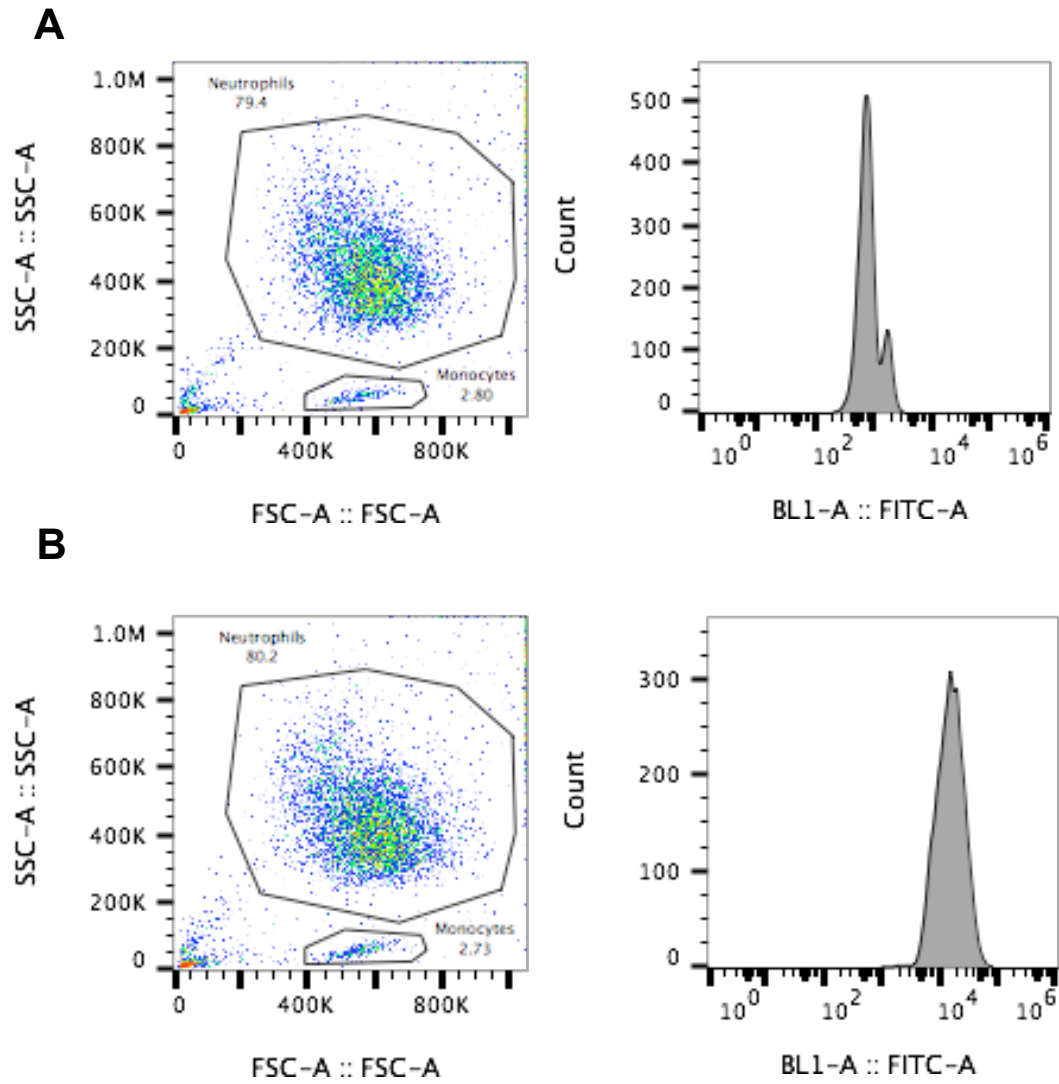 A
Neutrophils
79.4
Monocytes
2.80
1.0M
800K
600K
400K
200K
0
SSC-A :: SSC-A
0 400K 800K
FSC-A :: FSC-A
500
400
300
200
100
0
Count
10^0 10^2 10^4 10^6
BL1-A :: FITC-A
B
Neutrophils
80.2
Monocytes
2.73
1.0M
800K
600K
400K
200K
0
SSC-A :: SSC-A
0 400K 800K
FSC-A :: FSC-A
300
200
100
0
Count
10^0 10^2 10^4 10^6
BL1-A :: FITC-A